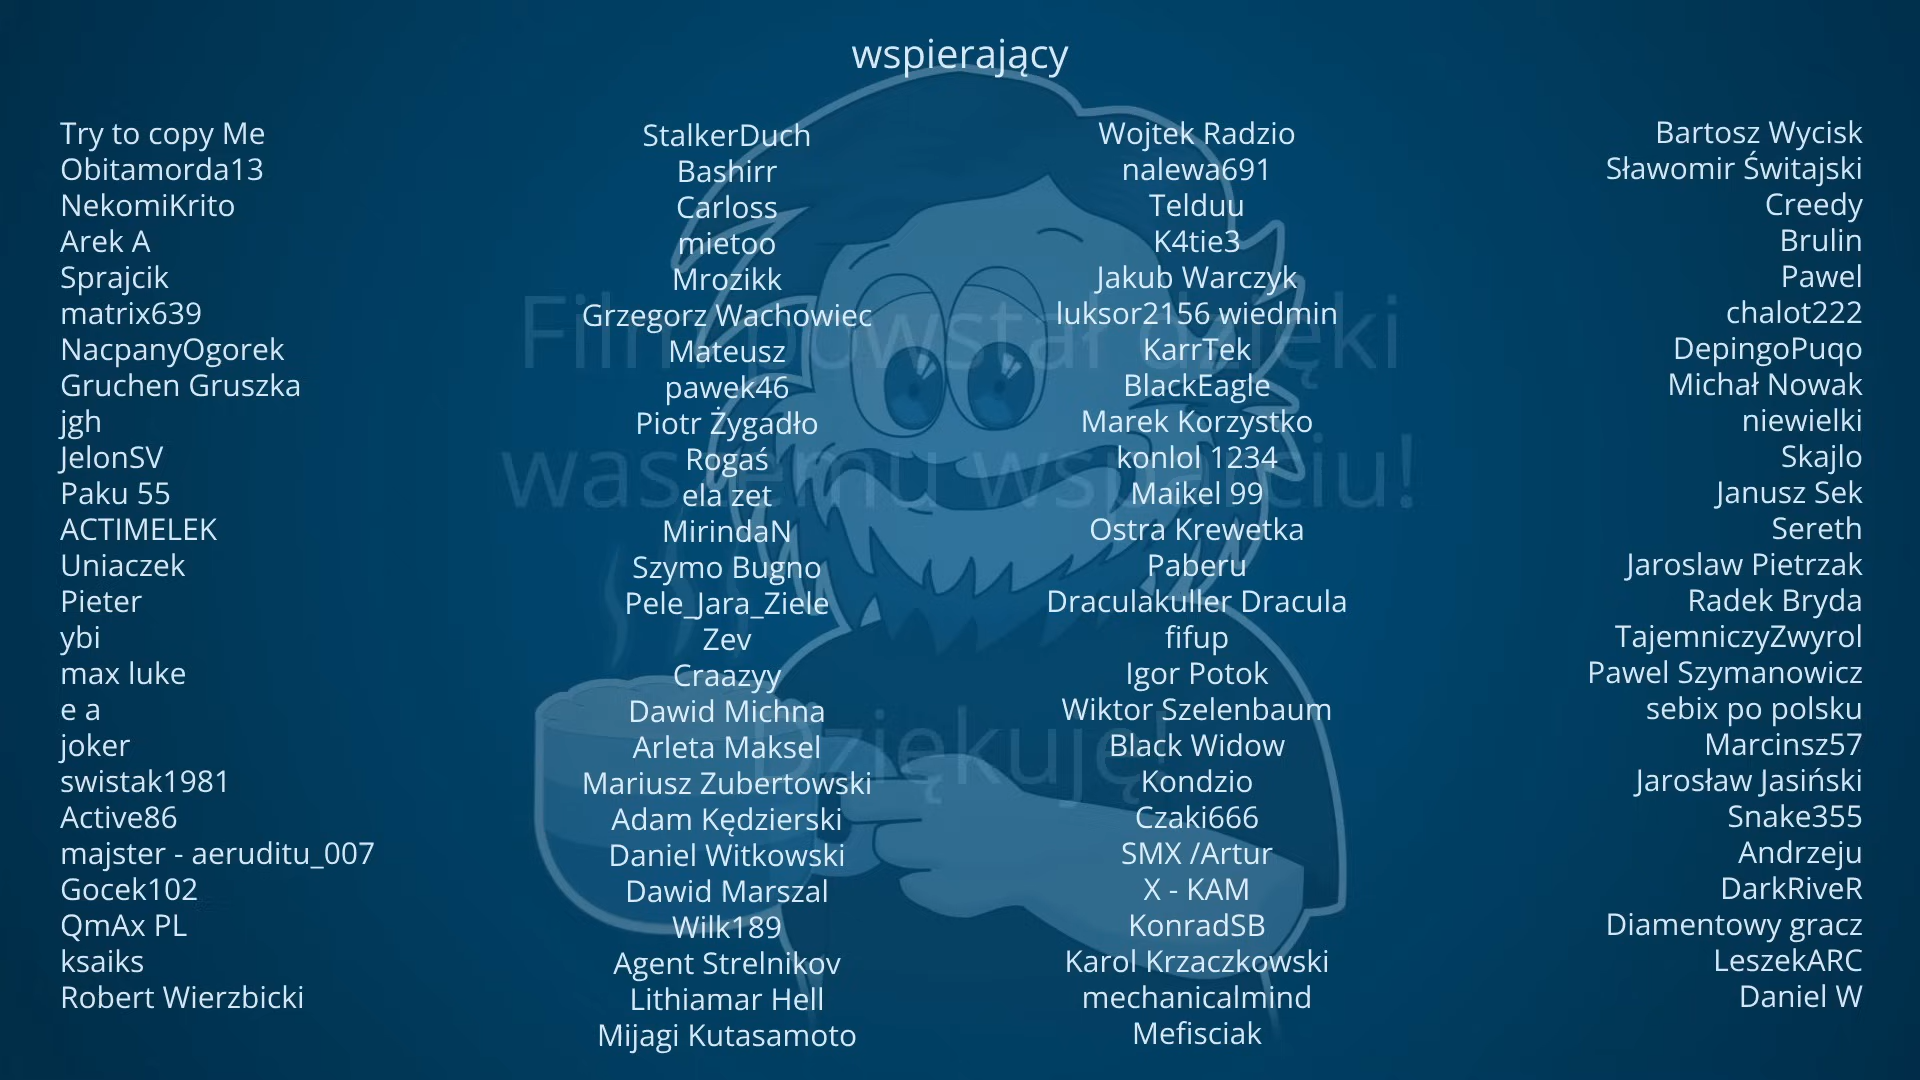 wspierający
Try to copy Me
Obitamorda13
NekomiKrito
Arek A
Sprajcik
matrix639
NacpanyOgorek
Gruchen Gruszka
jgh
JelonSV
Paku 55
ACTIMELEK
Uniaczek
Pieter
ybi
max luke
e a
joker
swistak1981
Active86
majster - aeruditu_007
Gocek102
QmAx PL
ksaiks
Robert Wierzbicki
StalkerDuch
Bashirr
Carloss
mietoo
Mrozikk
Grzegorz Wachowiec
Mateusz
pawek46
Piotr Żygadło
Rogaś
ela zet
MirindaN
Szymo Bugno
Pele_Jara_Ziele
Zev
Craazyy
Dawid Michna
Arleta Maksel
Mariusz Zubertowski
Adam Kędzierski
Daniel Witkowski
Dawid Marszal
Wilk189
Agent Strelnikov
Lithiamar Hell
Mijagi Kutasamoto
Wojtek Radzio
nalewa691
Telduu
K4tie3
Jakub Warczyk
luksor2156 wiedmin
KarrTek
BlackEagle
Marek Korzystko
konlol 1234
Maikel 99
Ostra Krewetka
Paberu
Draculakuller Dracula
fifup
Igor Potok
Wiktor Szelenbaum
Black Widow
Kondzio
Czaki666
SMX /Artur
X - KAM
KonradSB
Karol Krzaczkowski
mechanicalmind
Mefisciak
Bartosz Wycisk
Sławomir Świtajski
Creedy
Brulin
Pawel
chalot222
DepingoPuqo
Michał Nowak
niewielki
Skajlo
Janusz Sek
Sereth
Jaroslaw Pietrzak
Radek Bryda
TajemniczyZwyrol
Pawel Szymanowicz
sebix po polsku
Marcinsz57
Jarosław Jasiński
Snake355
Andrzeju
DarkRiveR
Diamentowy gracz
LeszekARC
Daniel W
Film powstał dzięki
waszemu wsparciu!
Dziękuję!